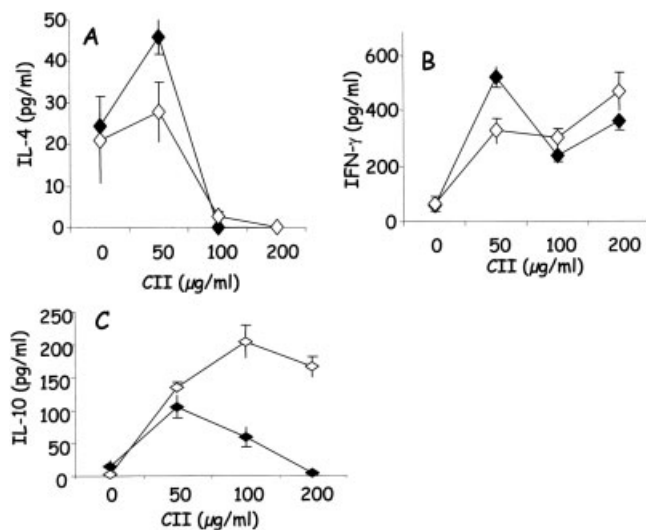 A
50
40
30
20
10
0
IL-4 (pg/ml)
0 50 100 200
CII (μg/ml)
B
600
400
200
0
IFN-γ (pg/ml)
0 50 100 200
CII (μg/ml)
C
250
200
150
100
50
0
IL-10 (pg/ml)
0 50 100 200
CII (μg/ml)